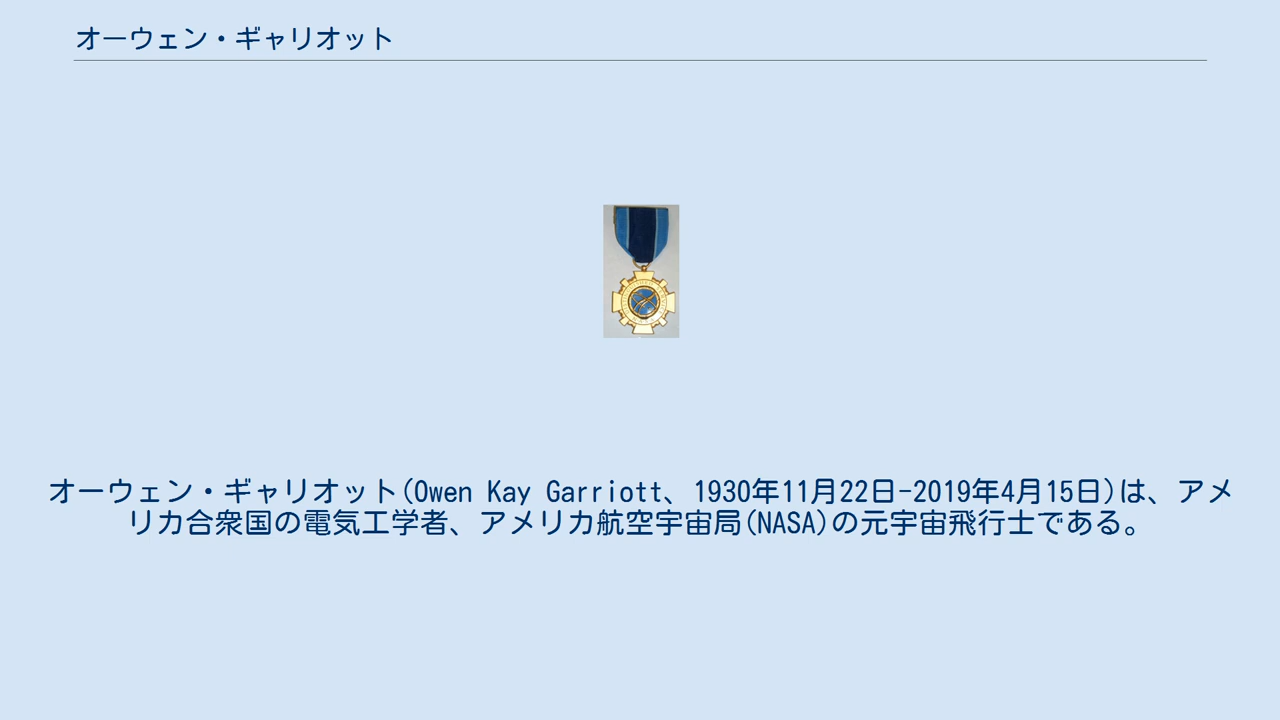 オーウェン・ギャリオット
オーウェン・ギャリオット(Owen Kay Garriott、1930年11月22日-2019年4月15日)は、アメ
リカ合衆国の電気工学者、アメリカ航空宇宙局(NASA)の元宇宙飛行士である。